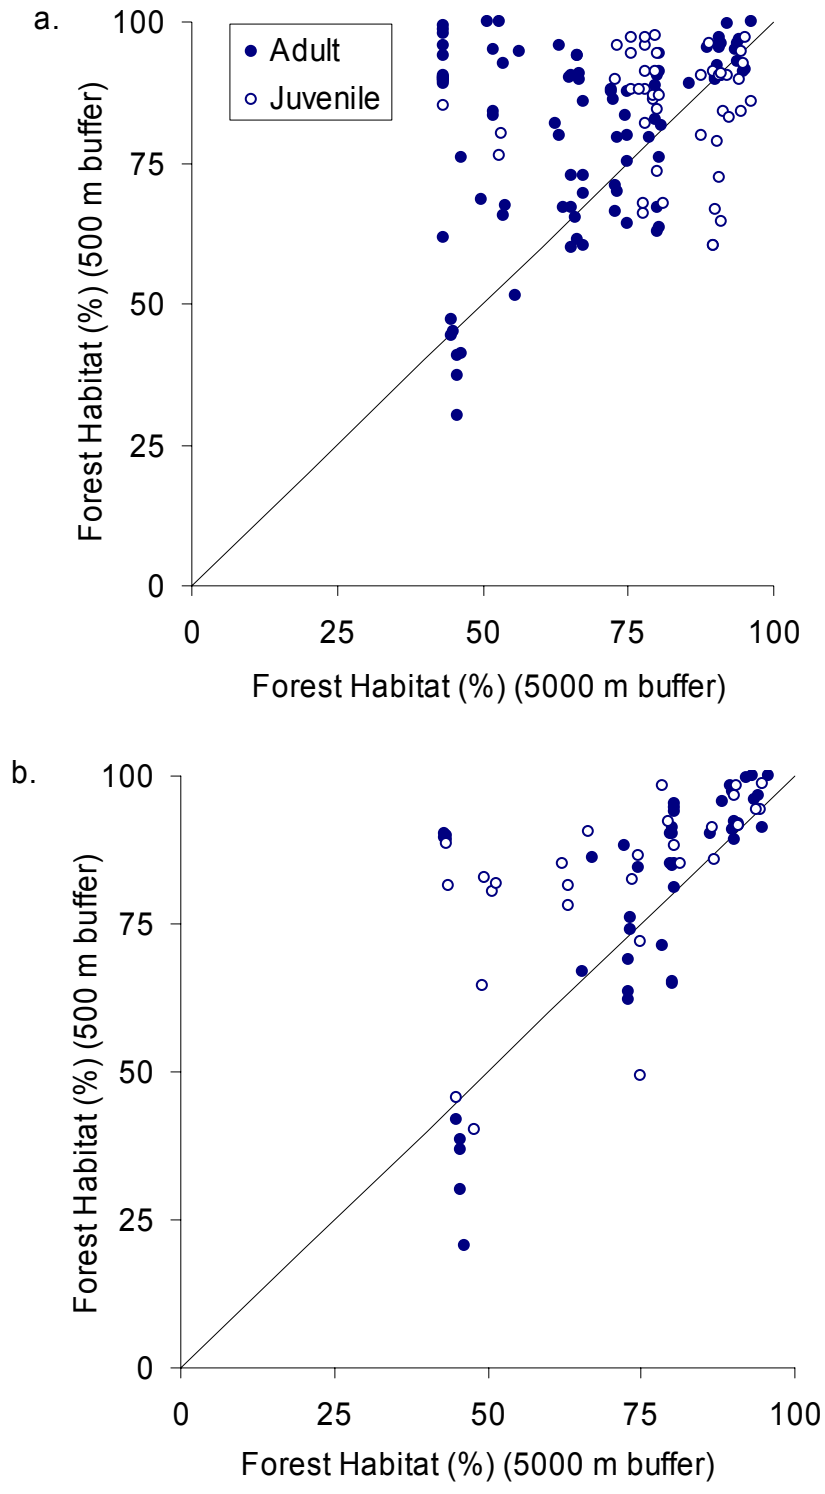 a.
Adult
Juvenile
100
75
50
25
0
0 25 50 75 100
Forest Habitat (%) (500 m buffer)
Forest Habitat (%) (5000 m buffer)
b.
100
75
50
25
0
0 25 50 75 100
Forest Habitat (%) (500 m buffer)
Forest Habitat (%) (5000 m buffer)